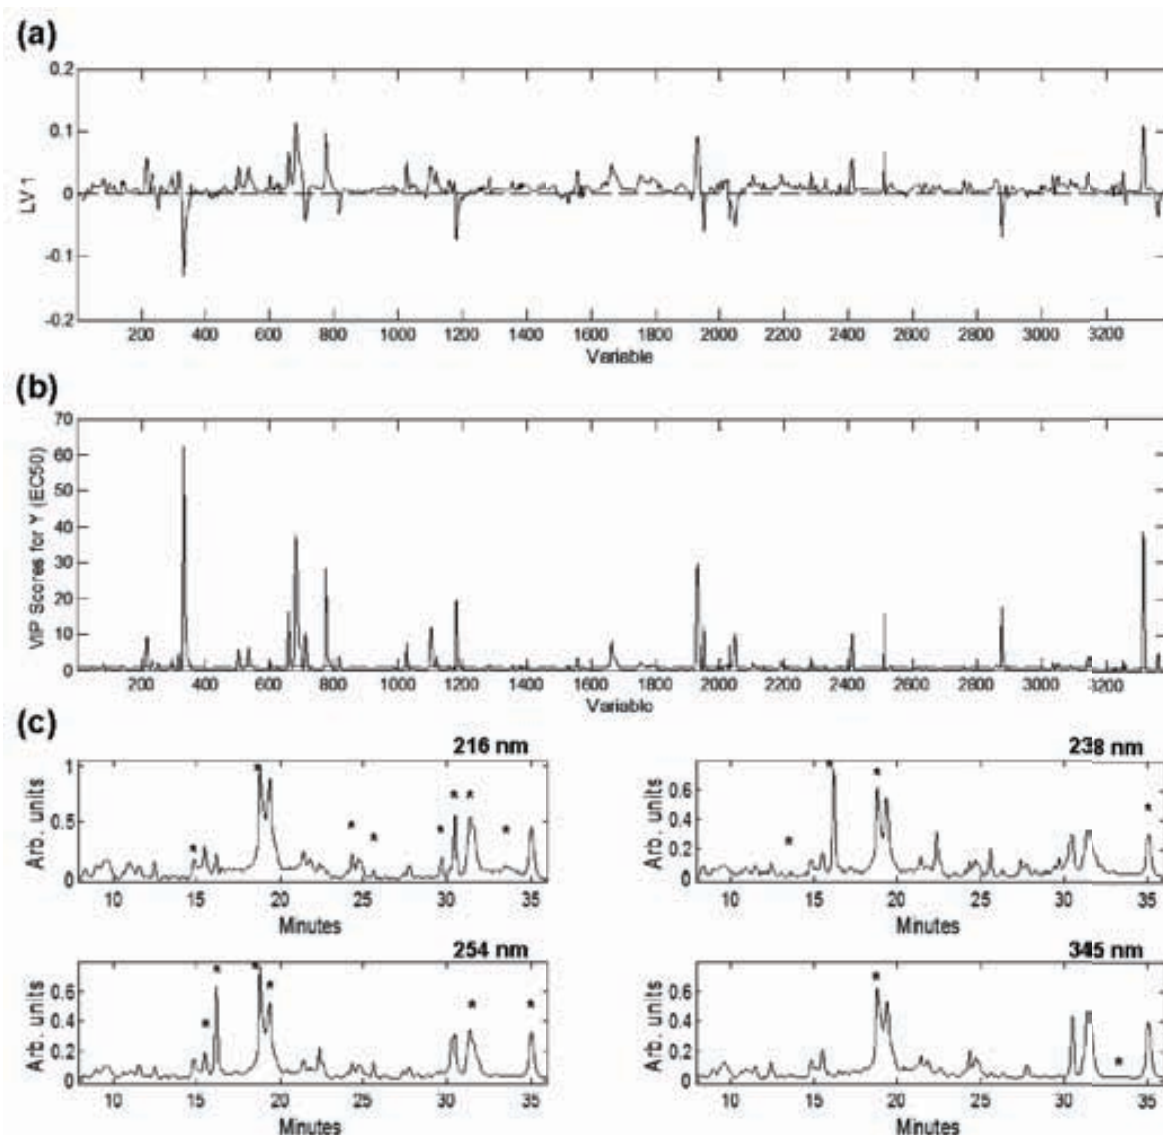 (a)
0.2
0.1
0
-0.1
-0.2
LV 1
200 400 600 800 1000 1200 1400 1600 1800 2000 2200 2400 2600 2800 3000 3200
Variable
(b)
70
60
50
40
30
20
10
0
VIP Scores for Y (EC50)
200 400 600 800 1000 1200 1400 1600 1800 2000 2200 2400 2600 2800 3000 3200
Variable
(c)
216 nm
1
0.5
0
Arb. units
10 15 20 25 30 35
Minutes
238 nm
0.6
0.4
0.2
0
Arb. units
10 15 20 25 30 35
Minutes
254 nm
0.6
0.4
0.2
0
Arb. units
10 15 20 25 30 35
Minutes
345 nm
0.6
0.4
0.2
0
Arb. units
10 15 20 25 30 35
Minutes